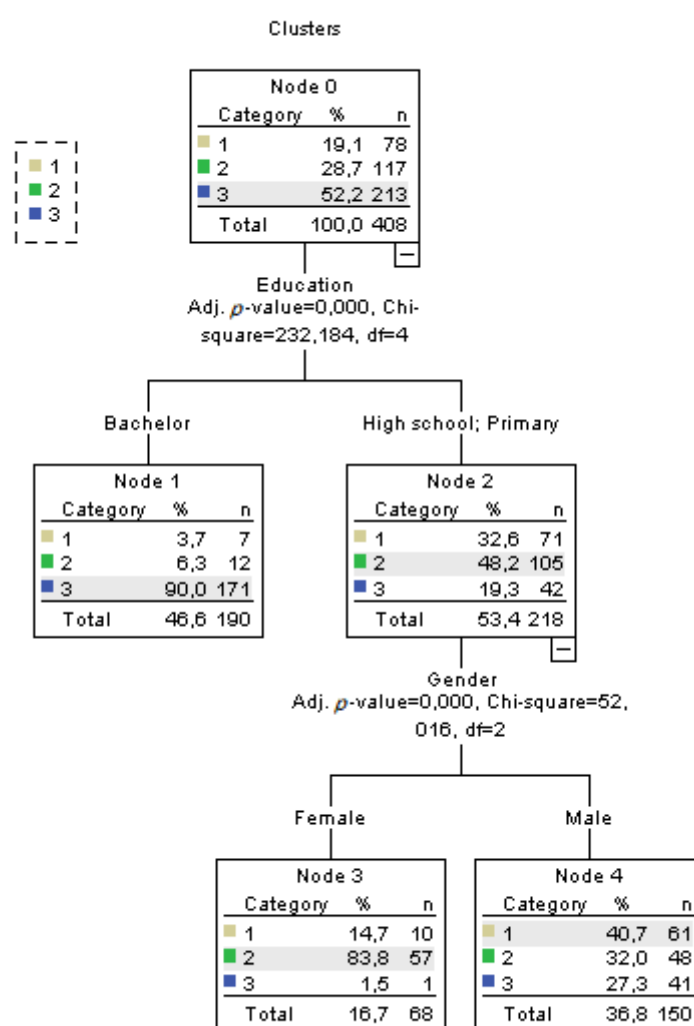 Clusters
Node 0
Category % n
1 19,1 78
2 28,7 117
3 52,2 213
Total 100,0 408
1
2
3
Education
Adj. p-value=0,000, Chi-
square=232,184, df=4
Bachelor
High school; Primary
Node 1
Category % n
1 3,7 7
2 6,3 12
3 90,0 171
Total 46,6 190
Node 2
Category % n
1 32,6 71
2 48,2 105
3 19,3 42
Total 53,4 218
Gender
Adj. p-value=0,000, Chi-square=52,
016, df=2
Female
Male
Node 3
Category % n
1 14,7 10
2 83,8 57
3 1,5 1
Total 16,7 68
Node 4
Category % n
1 40,7 61
2 32,0 48
3 27,3 41
Total 36,8 150